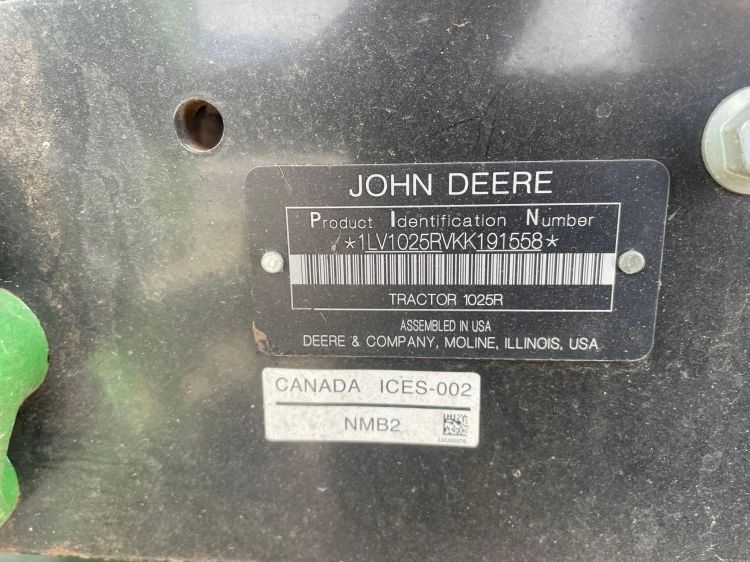 JOHN DEERE
Product Identification Number
*1LV1025RVKK191558*
TRACTOR 1025R
ASSEMBLED IN USA
DEERE & COMPANY, MOLINE, ILLINOIS, USA
CANADA ICES-002
NMB2